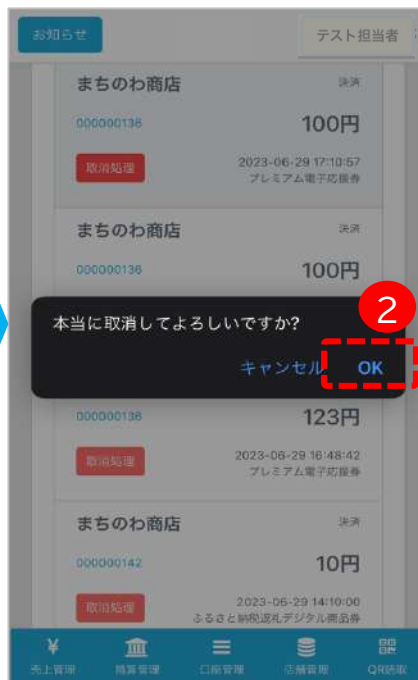 お知らせ
テスト担当者
まちのわ商店
決済
000000136
100円
取消処理
2023-06-29 17:10:57
プレミアム電子応援券
まちのわ商店
決済
000000136
100円
2
本当に取消してよろしいですか?
キャンセル
OK
000000136
123円
取消処理
2023-06-29 16:48:42
プレミアム電子応援券
まちのわ商店
決済
000000142
10円
取消処理
2023-06-29 14:10:00
ふるさと納税返礼デジタル商品券
売上管理
精算管理
口座管理
店舗管理
QR読取